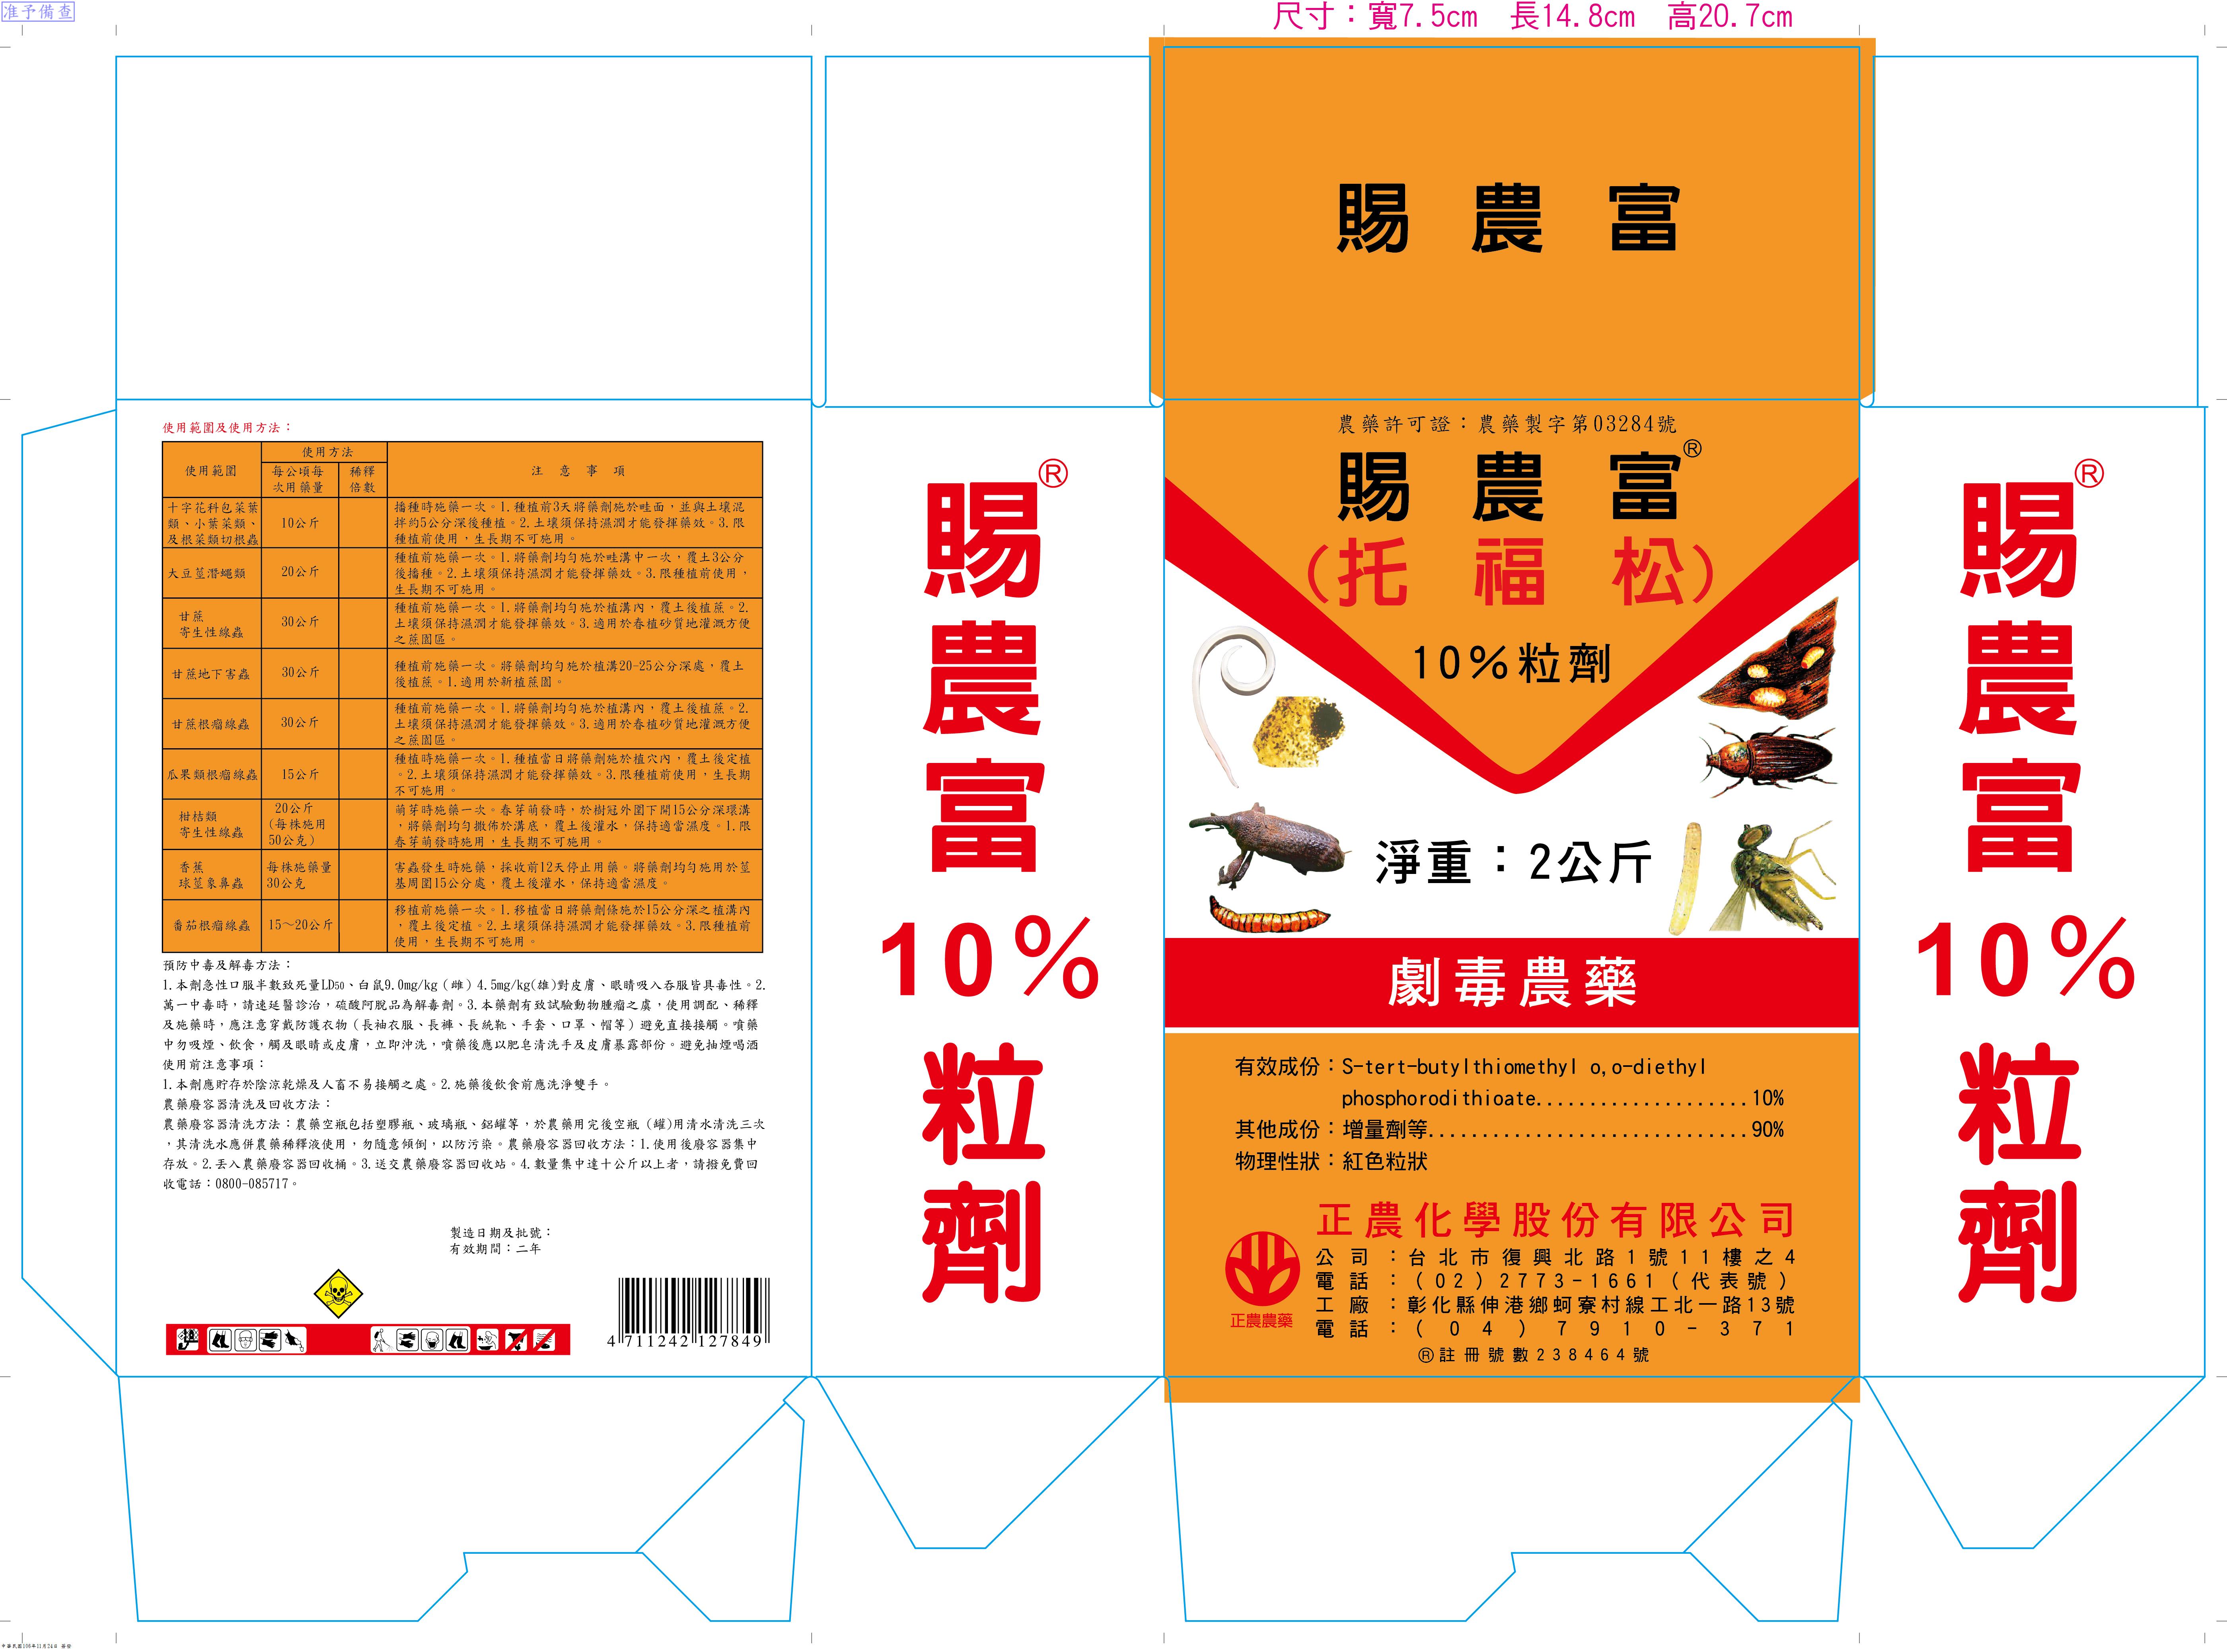 准予備查
尺寸：寬7.5cm 長14.8cm 高20.7cm
賜農富
使用範圍及使用方法：
使用範圍
使用方法
每公頃每
次用藥量
稀釋
倍數
注意事項
十字花科包菜葉
類、小葉菜類、
及根菜類切根蟲
10公斤
播種時施藥一次。1.種植前3天將藥劑施於畦面，並與土壤混
拌約5公分深後種植。2.土壤須保持濕潤才能發揮藥效。3.限
種植前使用，生長期不可施用。
大豆莖潛蠅類
20公斤
種植前施藥一次。1.將藥劑均勻施於畦溝中一次，覆土3公分
後播種。2.土壤須保持濕潤才能發揮藥效。3.限種植前使用，
生長期不可施用。
甘蔗
寄生性線蟲
30公斤
種植前施藥一次。1.將藥劑均勻施於植溝內，覆土後植蔗。2.
土壤須保持濕潤才能發揮藥效。3.適用於春植砂質地灌溉方便
之蔗園區。
甘蔗地下害蟲
30公斤
種植前施藥一次。將藥劑均勻施於植溝20-25公分深處，覆土
後植蔗。1.適用於新植蔗園。
甘蔗根瘤線蟲
30公斤
種植前施藥一次。1.將藥劑均勻施於植溝內，覆土後植蔗。2.
土壤須保持濕潤才能發揮藥效。3.適用於春植砂質地灌溉方便
之蔗園區。
瓜果類根瘤線蟲
15公斤
種植時施藥一次。1.種植當日將藥劑施於植穴內，覆土後定植
。2.土壤須保持濕潤才能發揮藥效。3.限種植前使用，生長期
不可施用。
柑桔類
寄生性線蟲
20公斤
(每株施用
50公克)
萌芽時施藥一次。春芽萌發時，於樹冠外圍下開15公分深環溝
，將藥劑均勻撒佈於溝底，覆土後灌水，保持適當濕度。1.限
春芽萌發時施用，生長期不可施用。
香蕉
球莖象鼻蟲
每株施藥量
30公克
害蟲發生時施藥，採收前12天停止用藥。將藥劑均勻施用於莖
基周圍15公分處，覆土後灌水，保持適當濕度。
番茄根瘤線蟲
15～20公斤
移植前施藥一次。1.移植當日將藥劑條施於15公分深之植溝內
，覆土後定植。2.土壤須保持濕潤才能發揮藥效。3.限種植前
使用，生長期不可施用。
預防中毒及解毒方法：
1.本劑急性口服半數致死量LD50、白鼠9.0mg/kg（雌）4.5mg/kg(雄)對皮膚、眼睛吸入吞服皆具毒性。2.
萬一中毒時，請速延醫診治，硫酸阿脫品為解毒劑。3.本藥劑有致試驗動物腫瘤之虞，使用調配、稀釋
及施藥時，應注意穿戴防護衣物（長袖衣服、長褲、長統靴、手套、口罩、帽等）避免直接接觸。噴藥
中勿吸煙、飲食，觸及眼睛或皮膚，立即沖洗，噴藥後應以肥皂清洗手及皮膚暴露部份。避免抽煙喝酒
使用前注意事項：
1.本劑應貯存於陰涼乾燥及人畜不易接觸之處。2.施藥後飲食前應洗淨雙手。
農藥廢容器清洗及回收方法：
農藥廢容器清洗方法：農藥空瓶包括塑膠瓶、玻璃瓶、鋁罐等，於農藥用完後空瓶（罐)用清水清洗三次
，其清洗水應併農藥稀釋液使用，勿隨意傾倒，以防污染。農藥廢容器回收方法：1.使用後廢容器集中
存放。2.丟入農藥廢容器回收桶。3.送交農藥廢容器回收站。4.數量集中達十公斤以上者，請撥免費回
收電話：0800-085717。
製造日期及批號：
有效期間：二年
4 711242 127849
賜農富® 10% 粒劑
農藥許可證：農藥製字第03284號
賜農富®
(托福松)
10%粒劑
淨重：2公斤
劇毒農藥
有效成份：S-tert-butylthiomethyl o,o-diethyl
phosphorodithioate....................10%
其他成份：增量劑等..............................90%
物理性狀：紅色粒狀
正農農藥
正農化學股份有限公司
公司：台北市復興北路1號11樓之4
電話：(02)2773-1661(代表號)
工廠：彰化縣伸港鄉蚵寮村線工北一路13號
電話：(04)7910-371
®註冊號數238464號
賜農富® 10% 粒劑